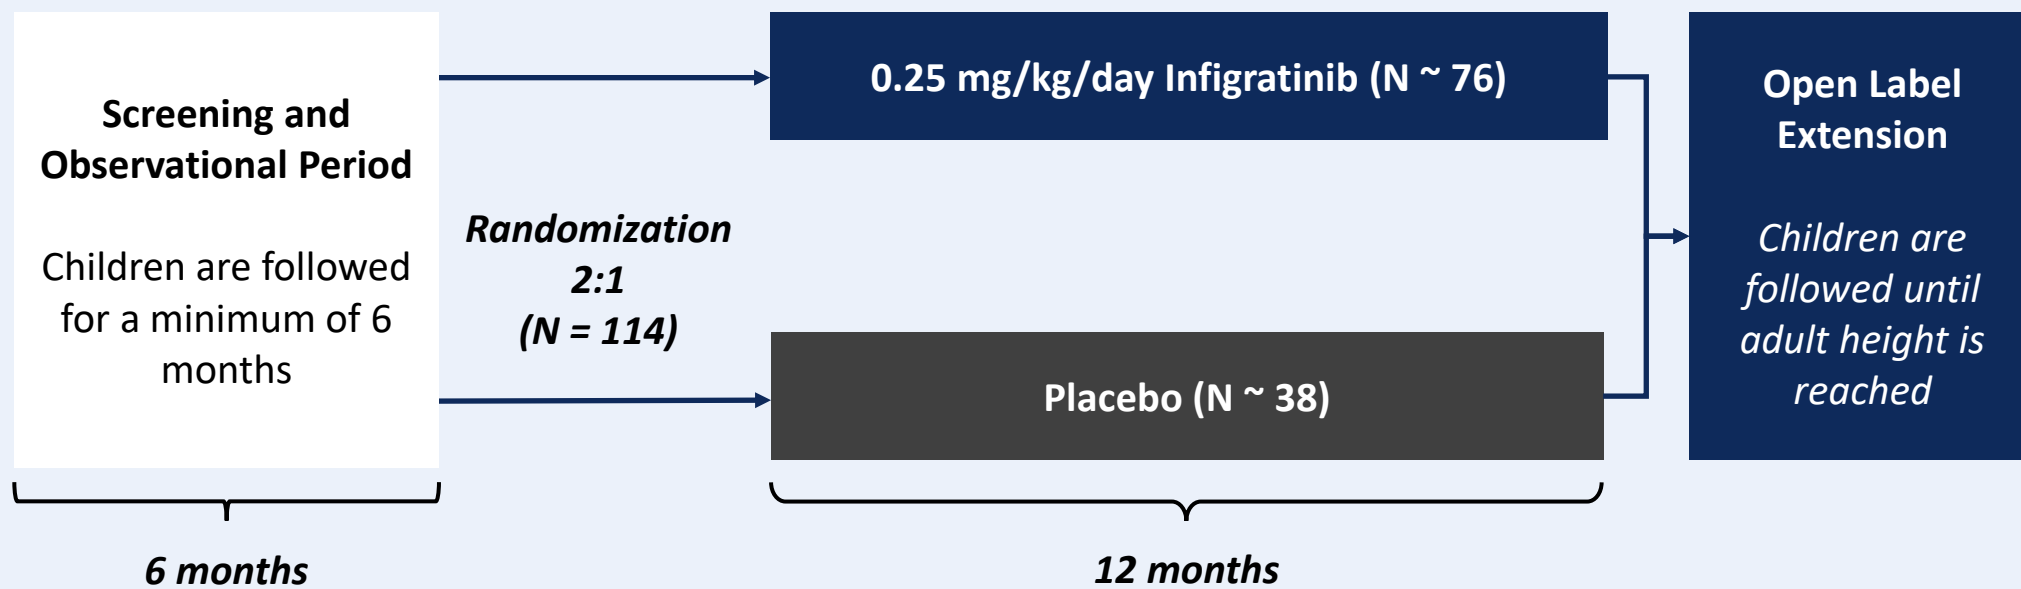 Screening and
Observational Period
Children are followed
for a minimum of 6
months
6 months
Randomization
2:1
(N = 114)
0.25 mg/kg/day Infigratinib (N ~ 76)
Placebo (N ~ 38)
12 months
Open Label
Extension
Children are
followed until
adult height is
reached